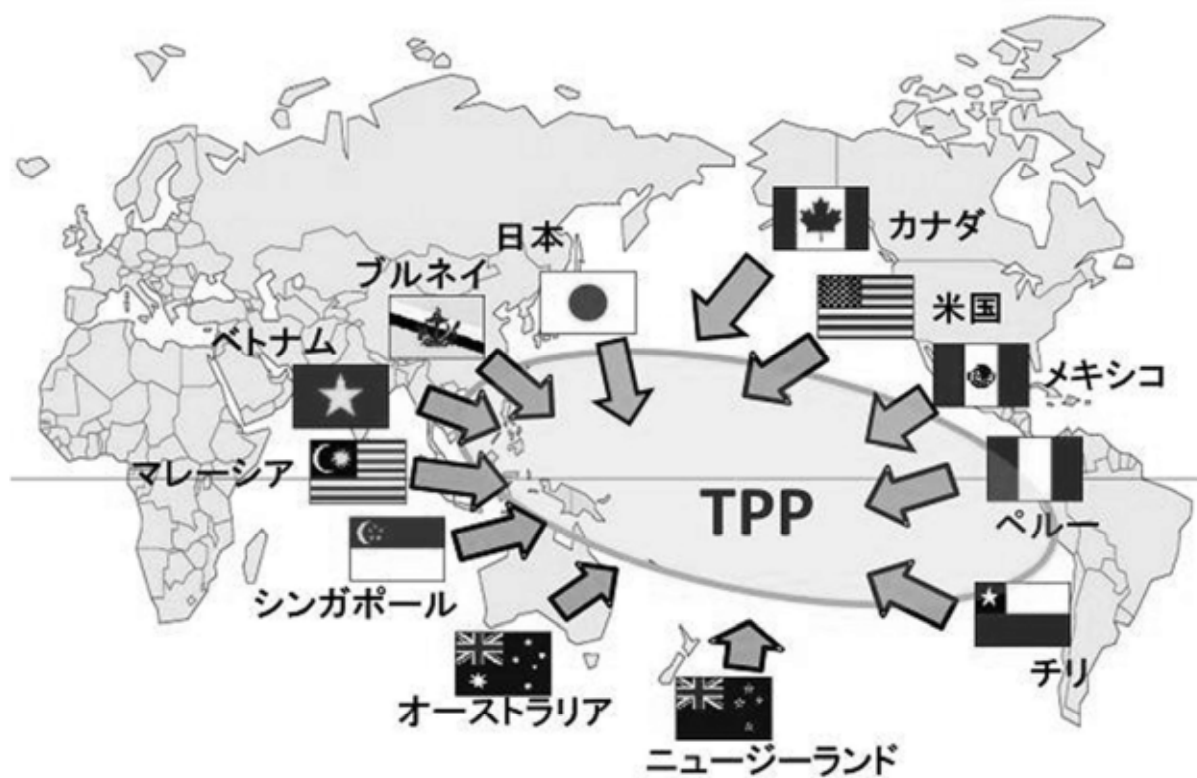 カナダ
日本
ブルネイ
米国
ベトナム
メキシコ
マレーシア
TPP
ペルー
シンガポール
チリ
オーストラリア
ニュージーランド